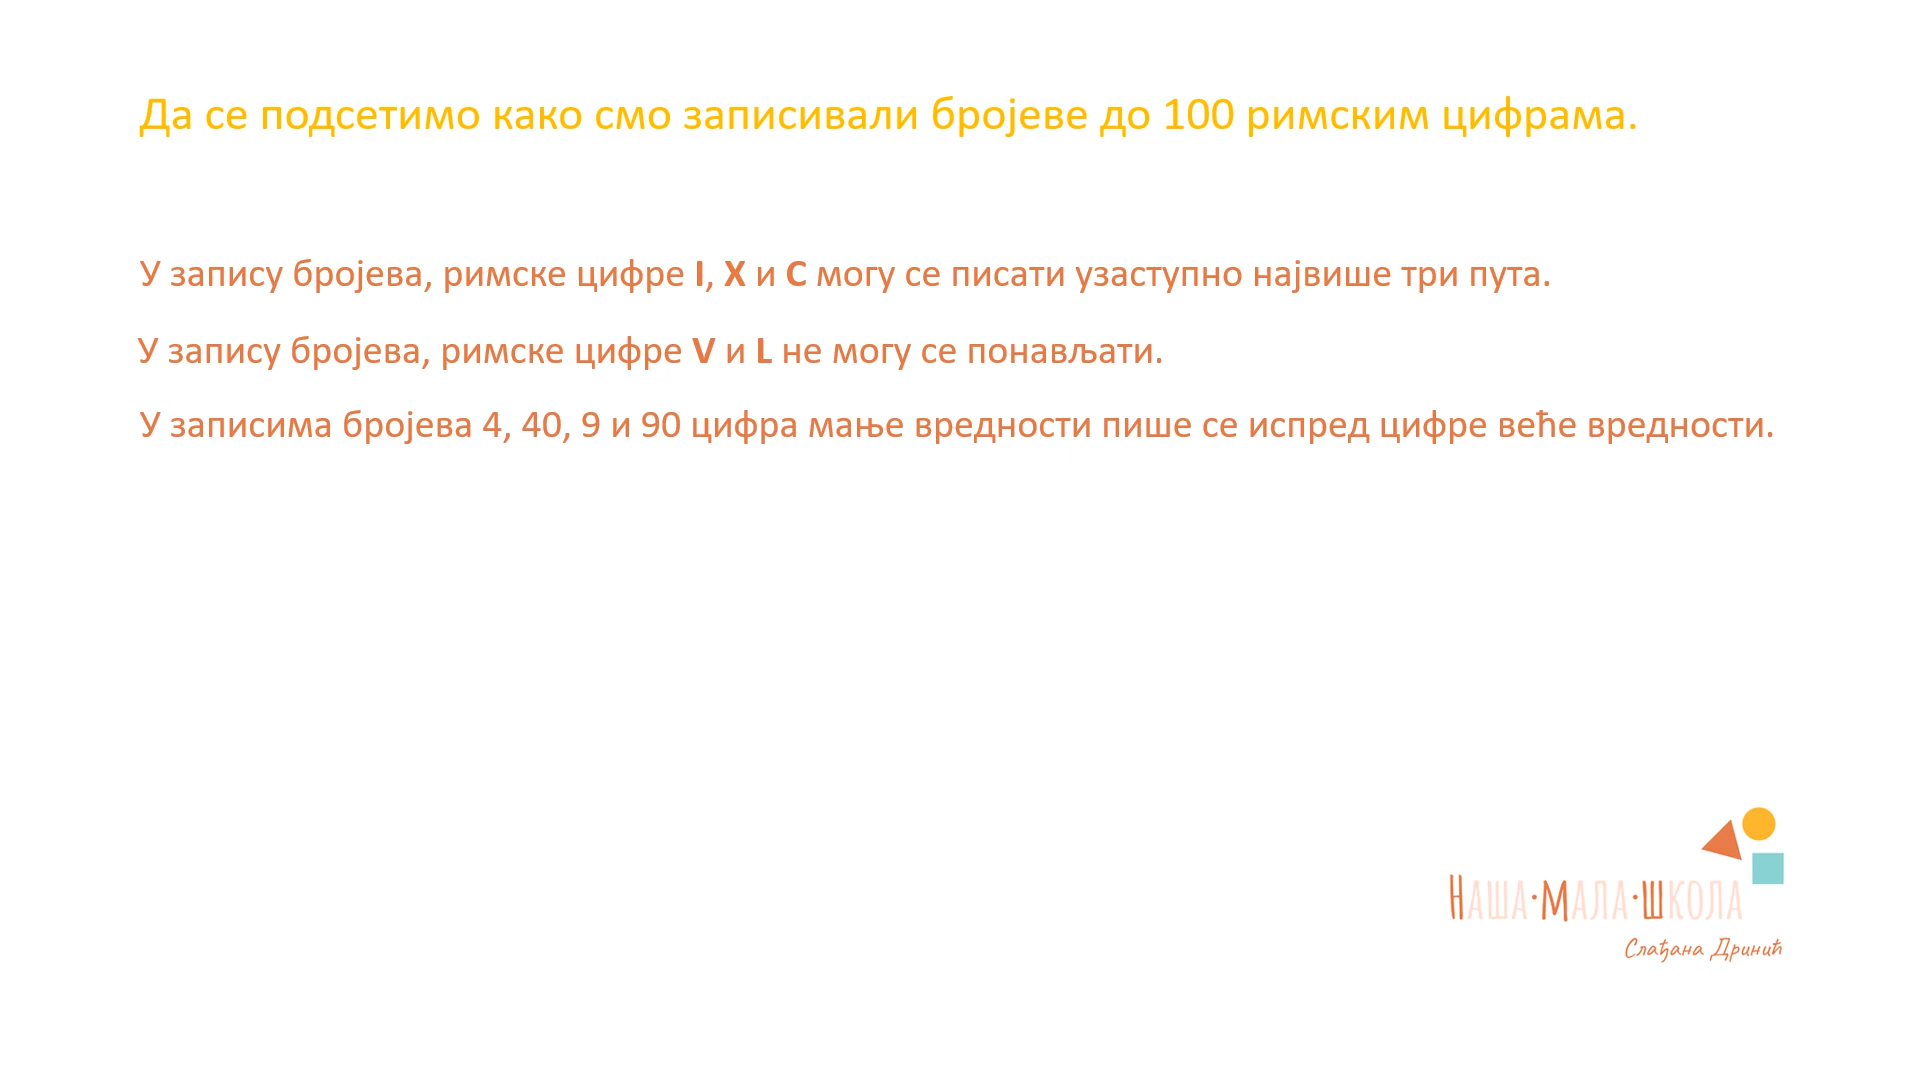 Да се подсетимо како смо записивали бројеве до 100 римским цифрама.
У запису бројева, римске цифре I, X и C могу се писати узаступно највише три пута.
У запису бројева, римске цифре V и L не могу се понављати.
У записима бројева 4, 40, 9 и 90 цифра мање вредности пише се испред цифре веће вредности.
НАША·МАЛА·ШКОЛА
Слађана Дринић